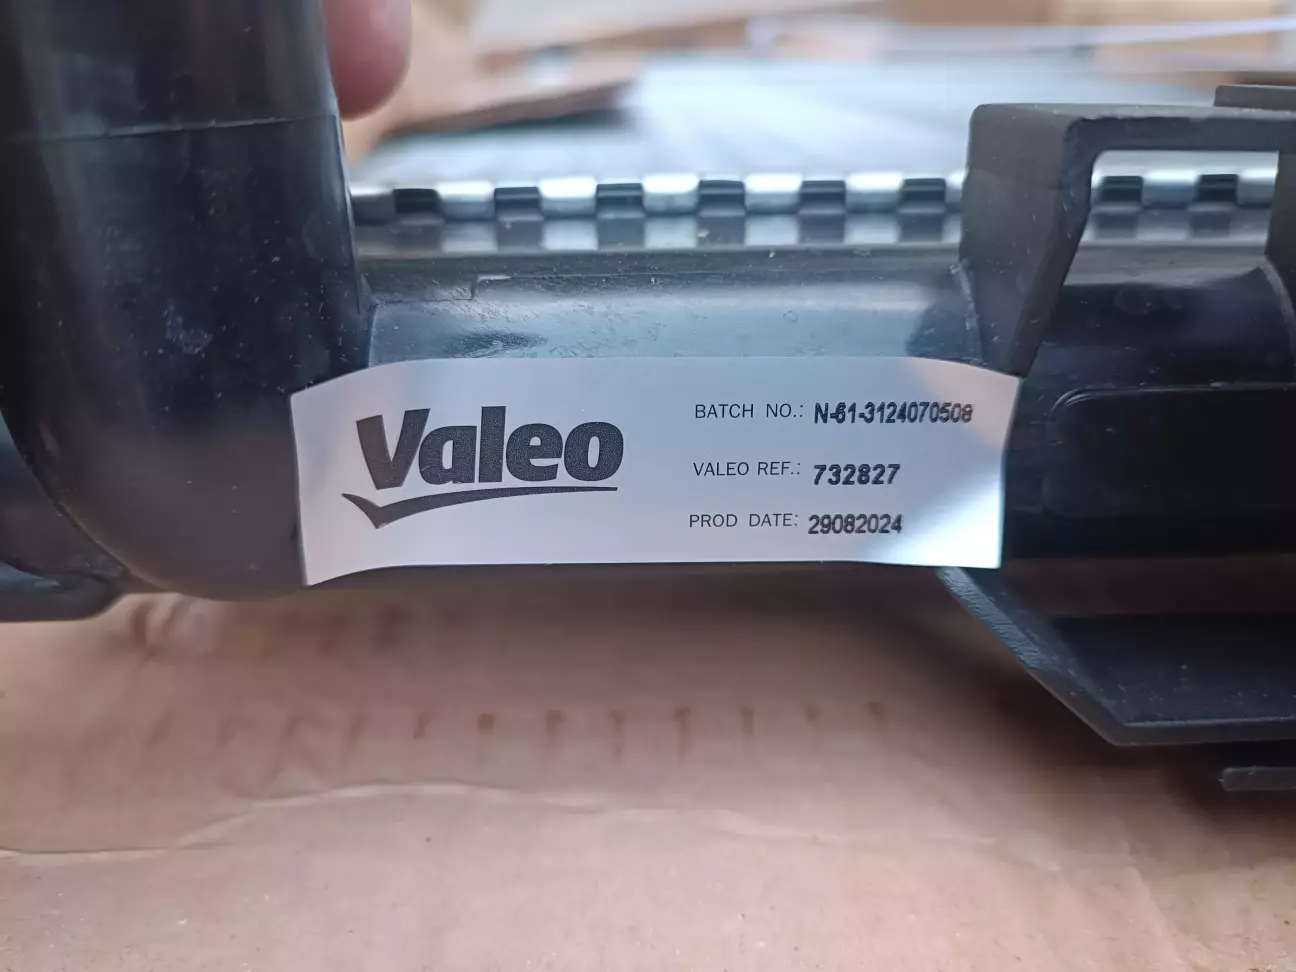 Valeo
BATCH NO.: N-61-3124070508
VALEO REF.: 732827
PROD DATE: 29082024